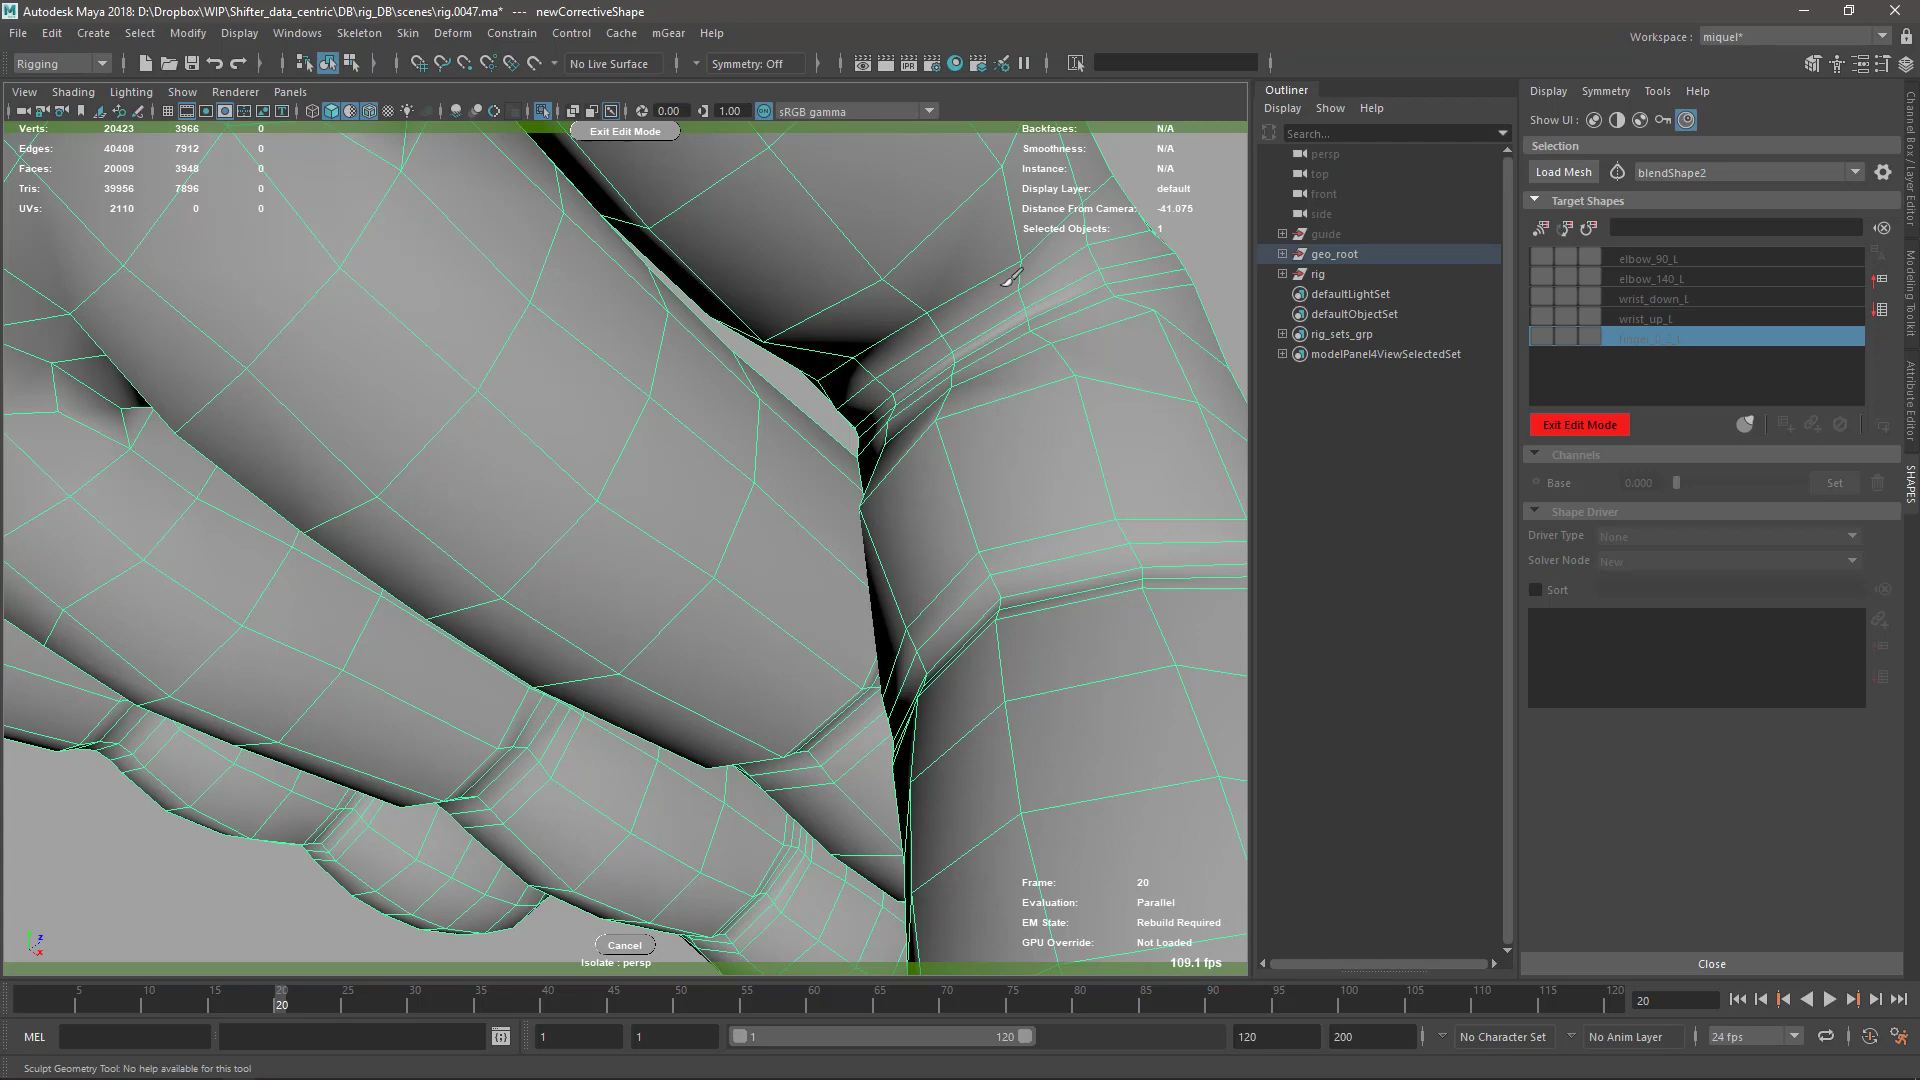 Autodesk Maya 2018: D:\Dropbox\WIP\Shifter_data_centric\DB\rig_DB\scenes\rig.0047.ma*   ---   newCorrectiveShape
File Edit Create Select Modify Display Windows Skeleton Skin Deform Constrain Control Cache mGear Help
Workspace : miquel*
Rigging
No Live Surface
Symmetry: Off
View Shading Lighting Show Renderer Panels
0.00 1.00 sRGB gamma
Verts: 20423 3966 0
Edges: 40408 7912 0
Faces: 20009 3948 0
Tris: 39956 7896 0
UVs: 2110 0 0
Exit Edit Mode
Backfaces: N/A
Smoothness: N/A
Instance: N/A
Display Layer: default
Distance From Camera: -41.075
Selected Objects: 1
Frame: 20
Evaluation: Parallel
EM State: Rebuild Required
GPU Override: Not Loaded
109.1 fps
Cancel
Isolate : persp
Outliner
Display Show Help
Search...
persp
top
front
side
guide
geo_root
rig
defaultLightSet
defaultObjectSet
rig_sets_grp
modelPanel4ViewSelectedSet
Display Symmetry Tools Help
Show UI :
Selection
Load Mesh
blendShape2
Target Shapes
elbow_90_L
elbow_140_L
wrist_down_L
wrist_up_L
Exit Edit Mode
Channels
Base 0.000 Set
Shape Driver
Driver Type None
Solver Node New
Sort
Close
Channel Box / Layer Editor
Modeling Toolkit
Attribute Editor
SHAPES
5 10 15 20 25 30 35 40 45 50 55 60 65 70 75 80 85 90 95 100 105 110 115 120
20
20
MEL
1 1 1 120 120 200
No Character Set
No Anim Layer
24 fps
Sculpt Geometry Tool: No help available for this tool